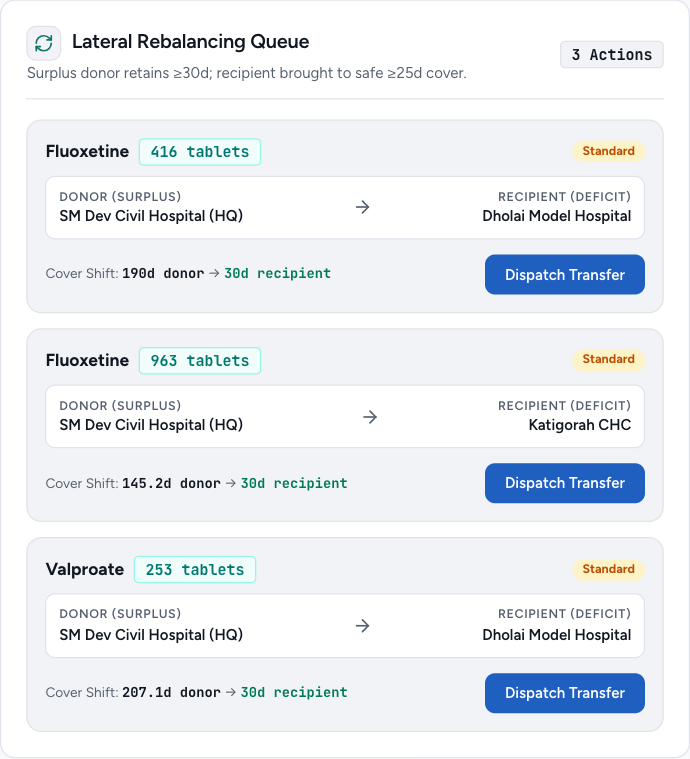 Lateral Rebalancing Queue
3 Actions
Surplus donor retains ≥30d; recipient brought to safe ≥25d cover.
Fluoxetine 416 tablets Standard
DONOR (SURPLUS) RECIPIENT (DEFICIT)
SM Dev Civil Hospital (HQ) → Dholai Model Hospital
Cover Shift: 190d donor → 30d recipient Dispatch Transfer
Fluoxetine 963 tablets Standard
DONOR (SURPLUS) RECIPIENT (DEFICIT)
SM Dev Civil Hospital (HQ) → Katigorah CHC
Cover Shift: 145.2d donor → 30d recipient Dispatch Transfer
Valproate 253 tablets Standard
DONOR (SURPLUS) RECIPIENT (DEFICIT)
SM Dev Civil Hospital (HQ) → Dholai Model Hospital
Cover Shift: 207.1d donor → 30d recipient Dispatch Transfer